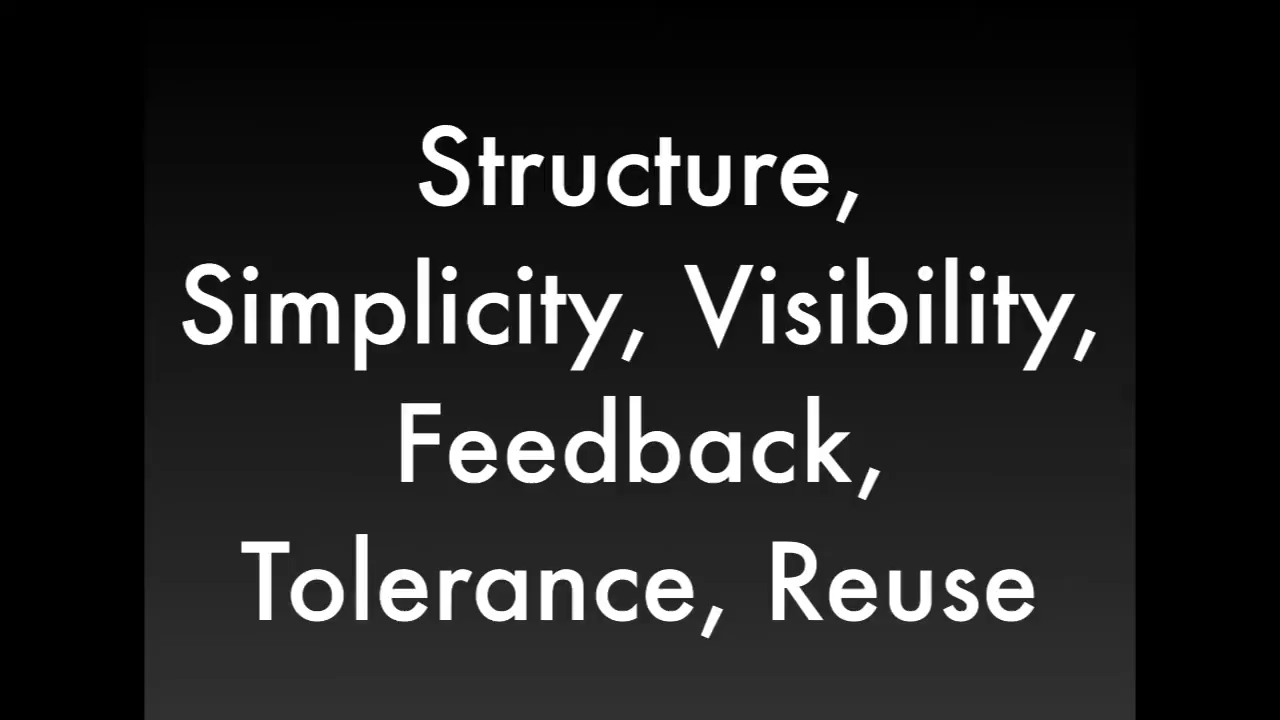 Structure,
Simplicity, Visibility,
Feedback,
Tolerance, Reuse